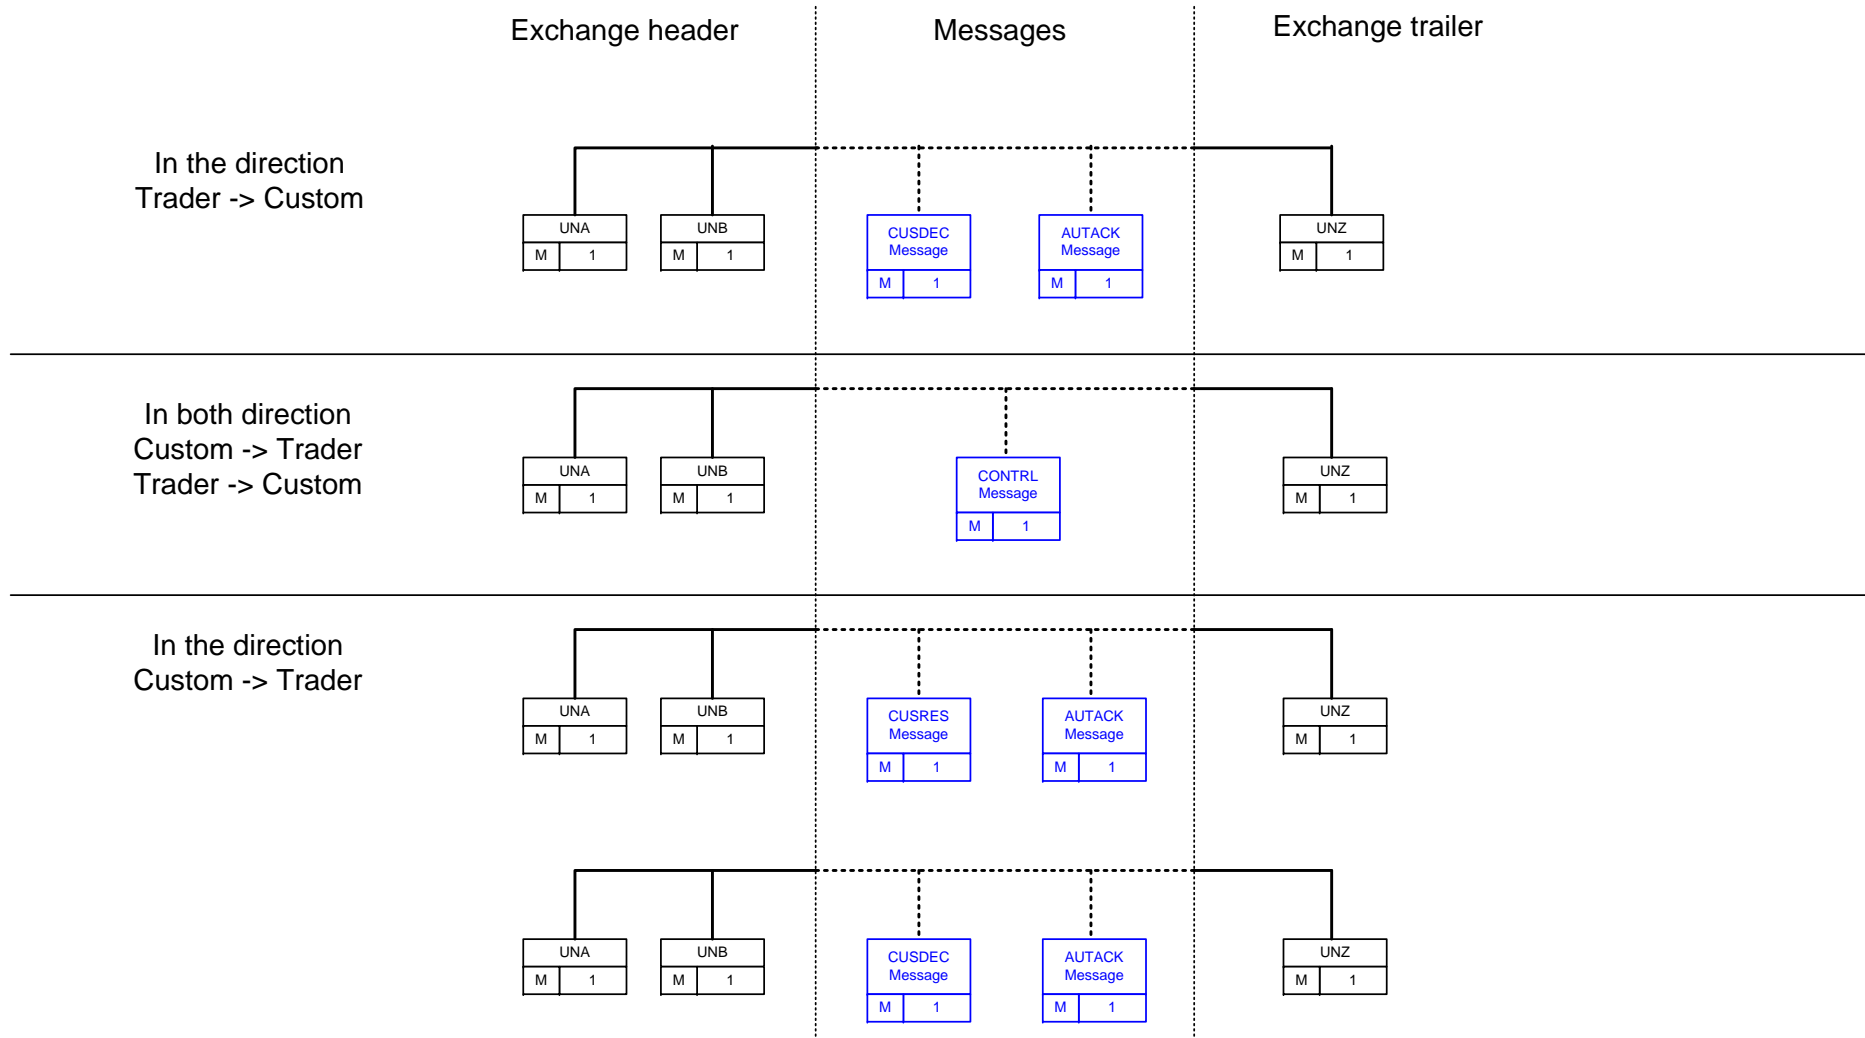 Exchange header
Messages
Exchange trailer
In the direction
Trader -> Custom
UNA
M 1
UNB
M 1
CUSDEC
Message
M 1
AUTACK
Message
M 1
UNZ
M 1
In both direction
Custom -> Trader
Trader -> Custom
UNA
M 1
UNB
M 1
CONTRL
Message
M 1
UNZ
M 1
In the direction
Custom -> Trader
UNA
M 1
UNB
M 1
CUSRES
Message
M 1
AUTACK
Message
M 1
UNZ
M 1
UNA
M 1
UNB
M 1
CUSDEC
Message
M 1
AUTACK
Message
M 1
UNZ
M 1